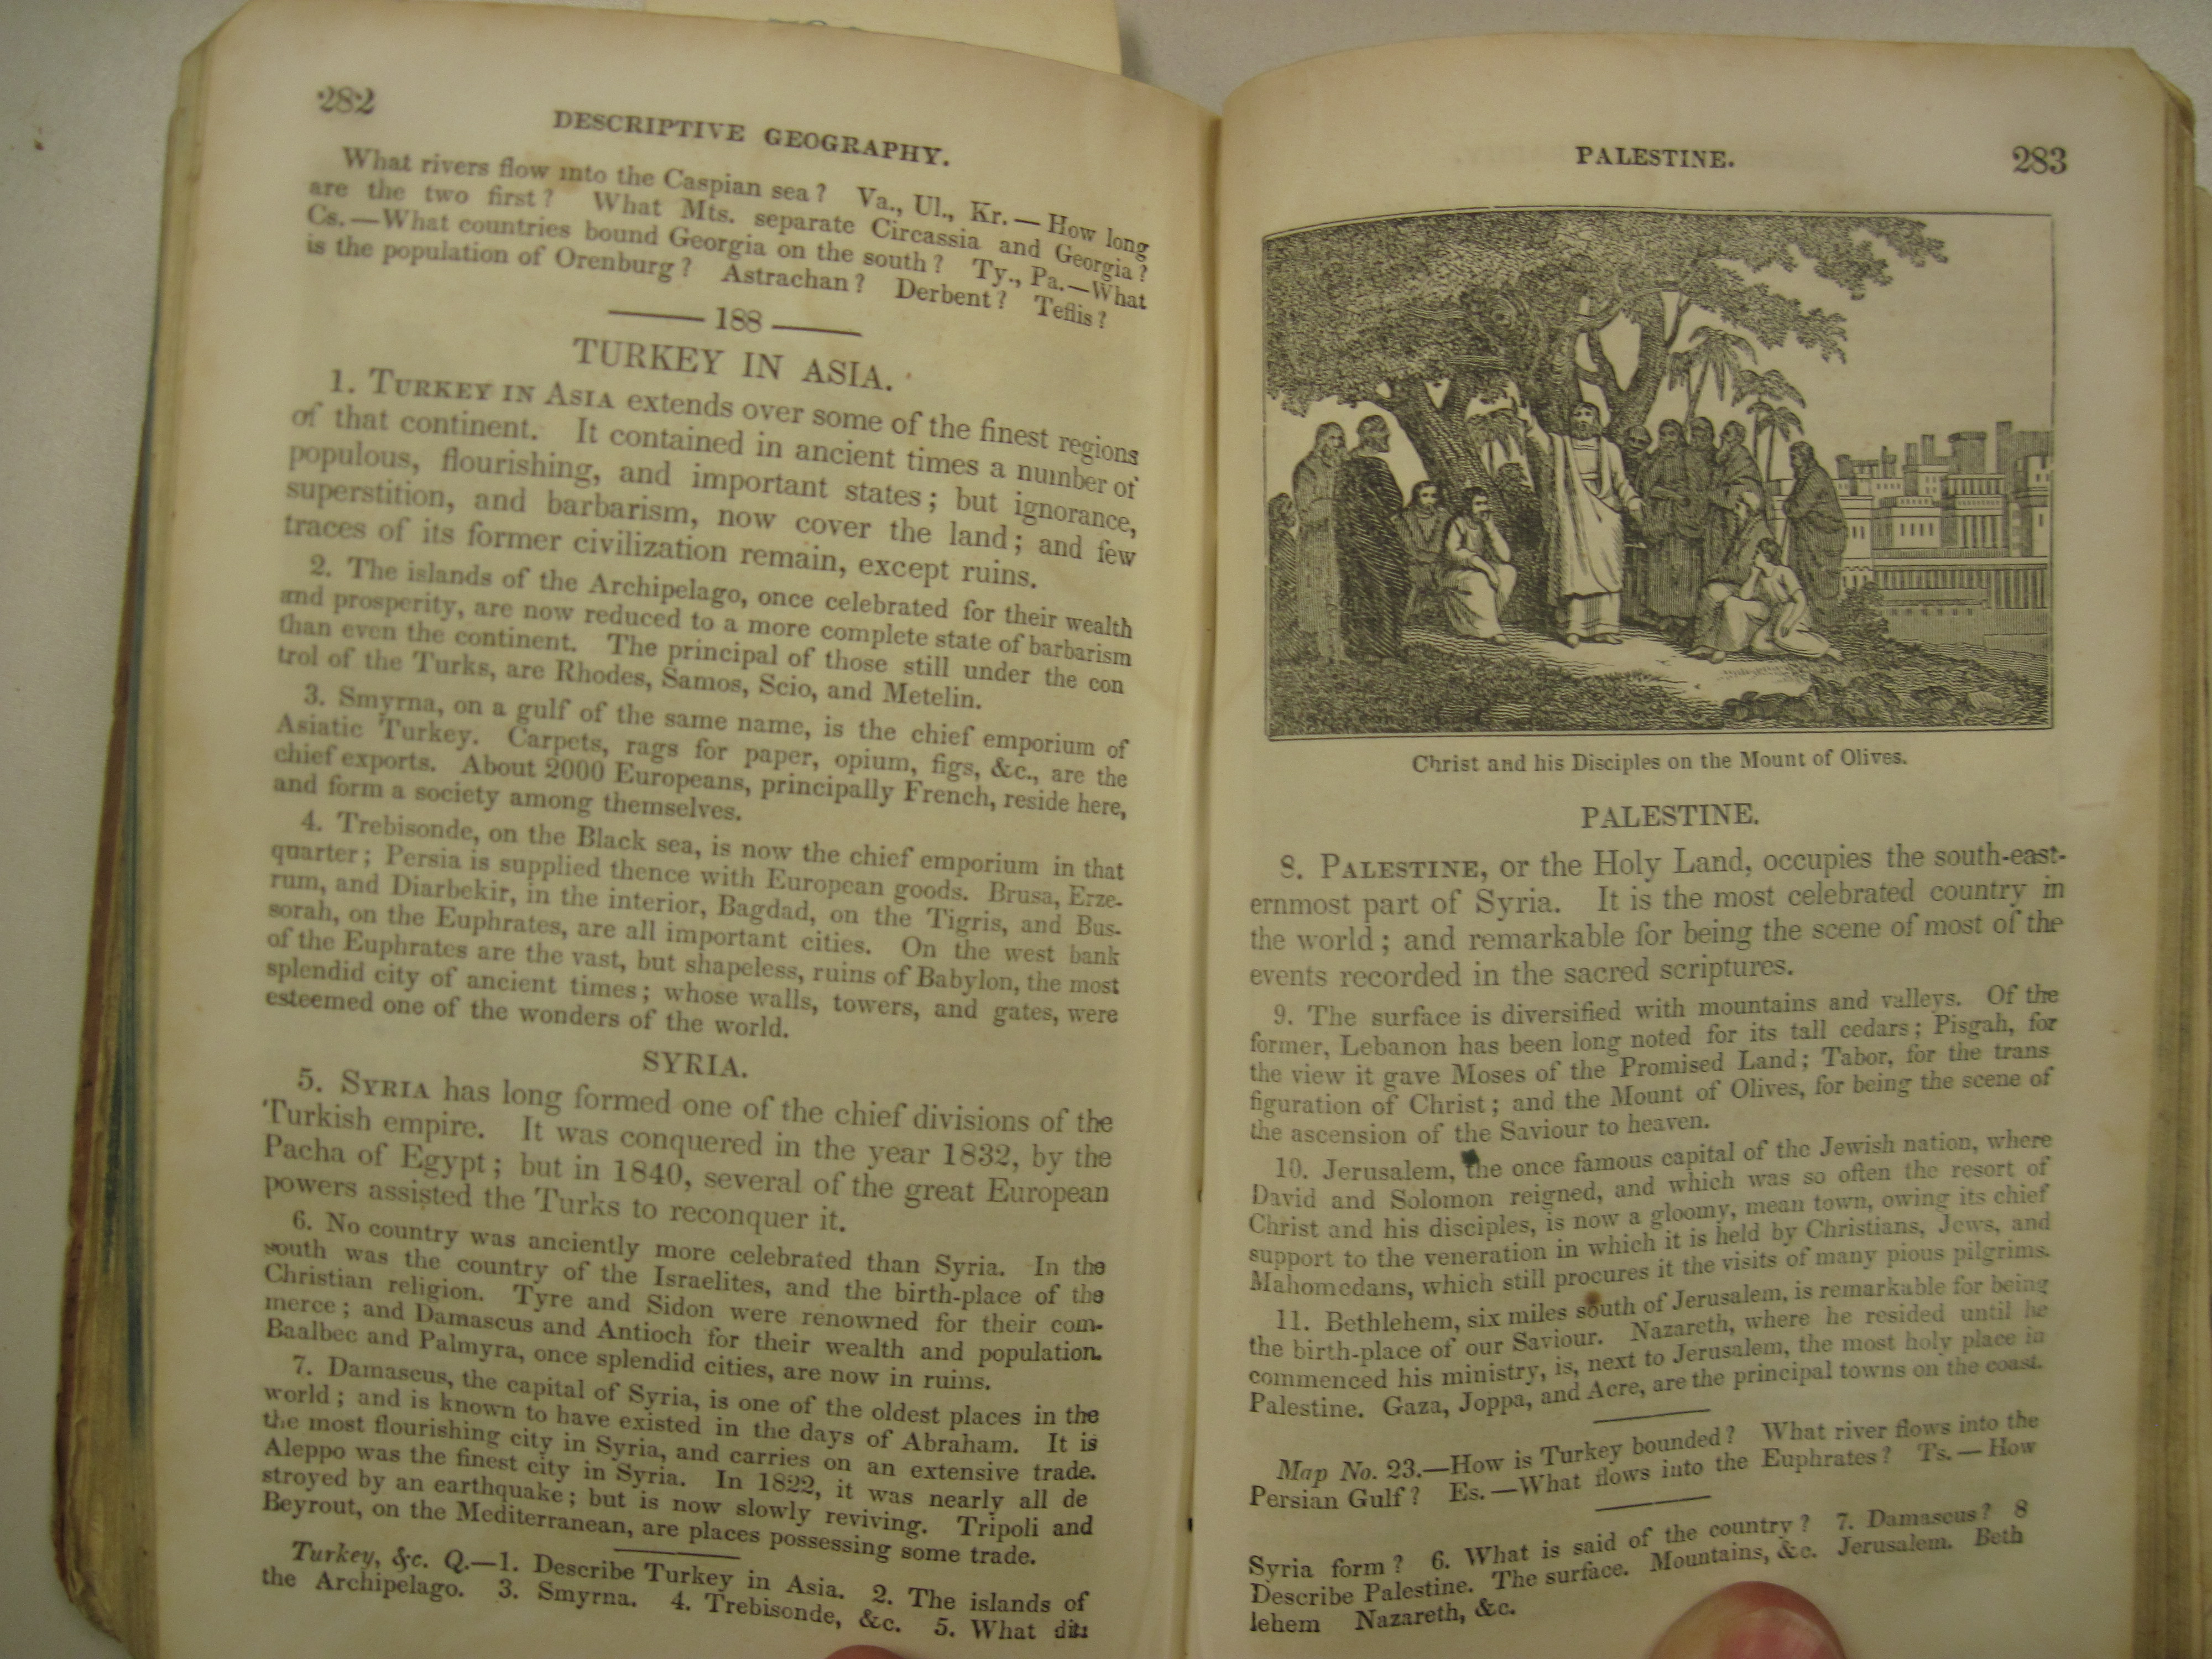 282
DESCRIPTIVE GEOGRAPHY.
What rivers flow into the Caspian sea? Va., Ul., Kr. — How long
are the two first? What Mts. separate Circassia and Georgia?
Cs. — What countries bound Georgia on the south? Ty., Pa. — What
is the population of Orenburg? Astrachan? Derbent? Teflis?
188
TURKEY IN ASIA.
1. TURKEY IN ASIA extends over some of the finest regions
of that continent. It contained in ancient times a number of
populous, flourishing, and important states; but ignorance,
superstition, and barbarism, now cover the land; and few
traces of its former civilization remain, except ruins.
2. The islands of the Archipelago, once celebrated for their wealth
and prosperity, are now reduced to a more complete state of barbarism
than even the continent. The principal of those still under the con
trol of the Turks, are Rhodes, Samos, Scio, and Metelin.
3. Smyrna, on a gulf of the same name, is the chief emporium of
Asiatic Turkey. Carpets, rags for paper, opium, figs, &c., are the
chief exports. About 2000 Europeans, principally French, reside here,
and form a society among themselves.
4. Trebisonde, on the Black sea, is now the chief emporium in that
quarter; Persia is supplied thence with European goods. Brusa, Erze-
rum, and Diarbekir, in the interior, Bagdad, on the Tigris, and Bus-
sorah, on the Euphrates, are all important cities. On the west bank
of the Euphrates are the vast, but shapeless, ruins of Babylon, the most
splendid city of ancient times; whose walls, towers, and gates, were
esteemed one of the wonders of the world.
SYRIA.
5. SYRIA has long formed one of the chief divisions of the
Turkish empire. It was conquered in the year 1832, by the
Pacha of Egypt; but in 1840, several of the great European
powers assisted the Turks to reconquer it.
6. No country was anciently more celebrated than Syria. In the
south was the country of the Israelites, and the birth-place of the
Christian religion. Tyre and Sidon were renowned for their com-
merce; and Damascus and Antioch for their wealth and population.
Baalbec and Palmyra, once splendid cities, are now in ruins.
7. Damascus, the capital of Syria, is one of the oldest places in the
world; and is known to have existed in the days of Abraham. It is
the most flourishing city in Syria, and carries on an extensive trade.
Aleppo was the finest city in Syria. In 1822, it was nearly all de
stroyed by an earthquake; but is now slowly reviving. Tripoli and
Beyrout, on the Mediterranean, are places possessing some trade.
Turkey, &c. Q.—1. Describe Turkey in Asia. 2. The islands of
the Archipelago. 3. Smyrna. 4. Trebisonde, &c. 5. What did
PALESTINE.
283
Christ and his Disciples on the Mount of Olives.
PALESTINE.
8. PALESTINE, or the Holy Land, occupies the south-east-
ernmost part of Syria. It is the most celebrated country in
the world; and remarkable for being the scene of most of the
events recorded in the sacred scriptures.
9. The surface is diversified with mountains and valleys. Of the
former, Lebanon has been long noted for its tall cedars; Pisgah, for
the view it gave Moses of the Promised Land; Tabor, for the trans
figuration of Christ; and the Mount of Olives, for being the scene of
the ascension of the Saviour to heaven.
10. Jerusalem, the once famous capital of the Jewish nation, where
David and Solomon reigned, and which was so often the resort of
Christ and his disciples, is now a gloomy, mean town, owing its chief
support to the veneration in which it is held by Christians, Jews, and
Mahomedans, which still procures it the visits of many pious pilgrims.
11. Bethlehem, six miles south of Jerusalem, is remarkable for being
the birth-place of our Saviour. Nazareth, where he resided until he
commenced his ministry, is, next to Jerusalem, the most holy place in
Palestine. Gaza, Joppa, and Acre, are the principal towns on the coast.
Map No. 23.—How is Turkey bounded? What river flows into the
Persian Gulf? Es. — What flows into the Euphrates? Ts. — How
Syria form? 6. What is said of the country? 7. Damascus? 8
Describe Palestine. The surface. Mountains, &c. Jerusalem. Beth
lehem Nazareth, &c.